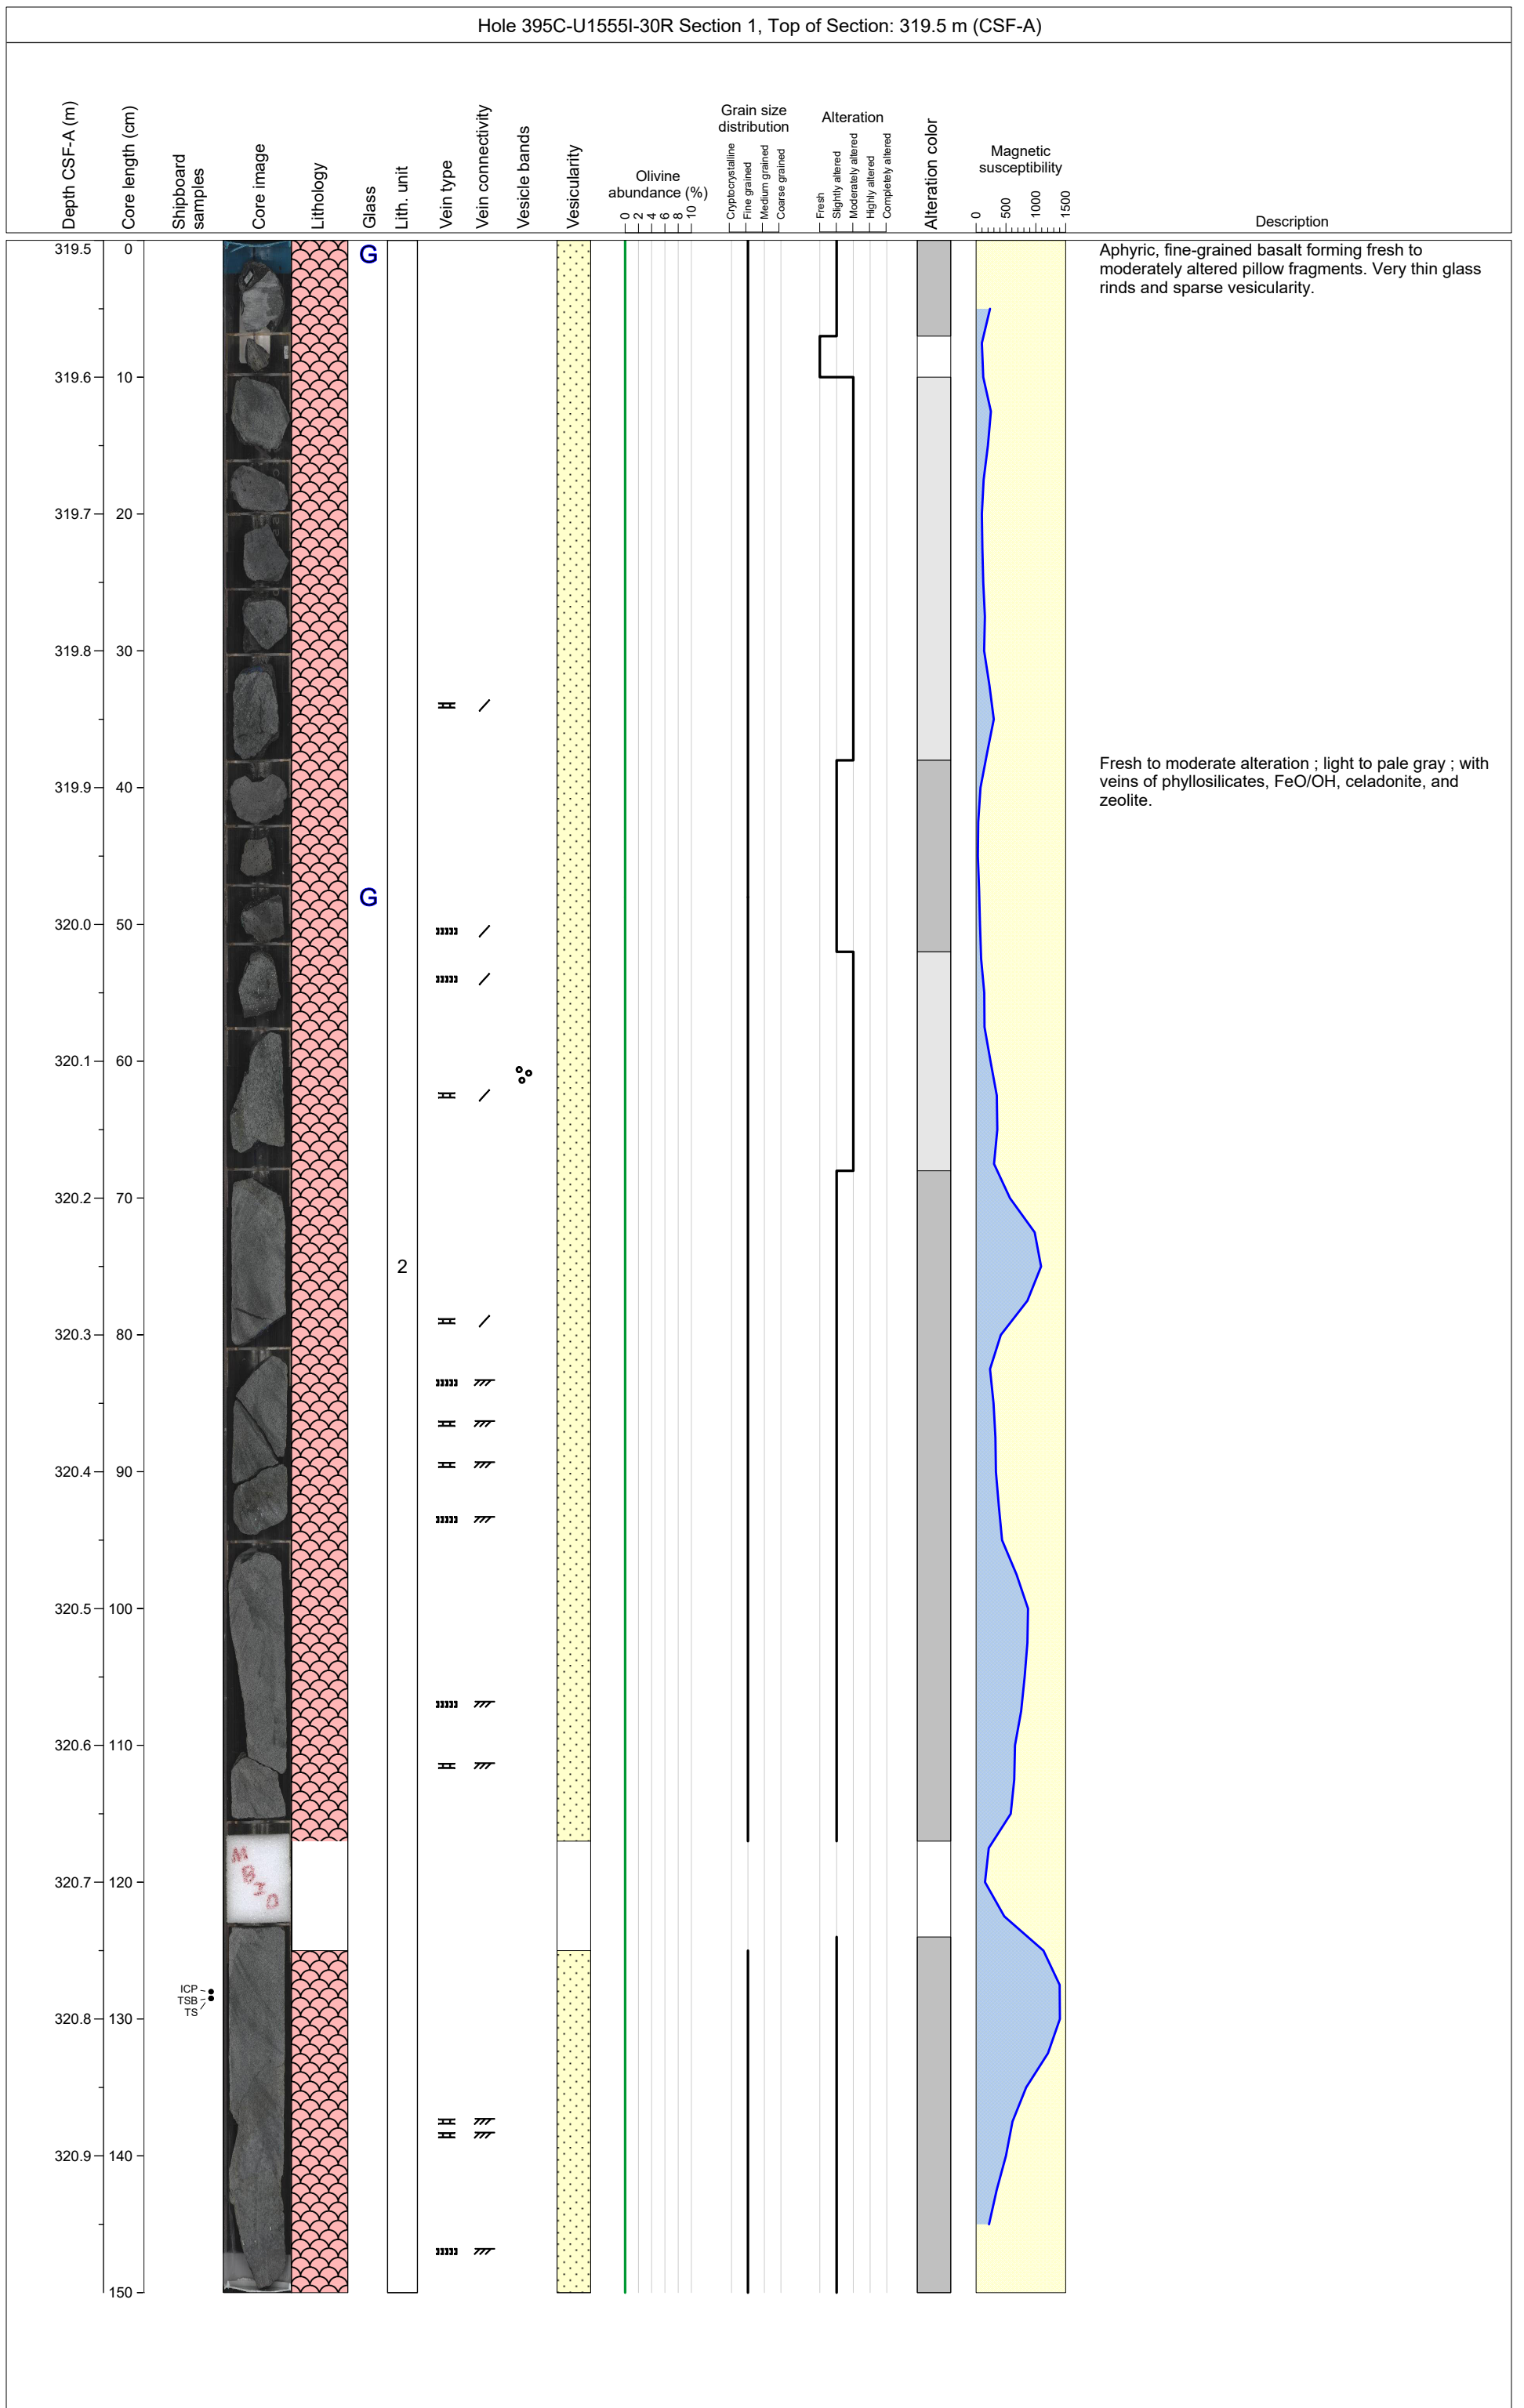 Hole 395C-U1555I-30R Section 1, Top of Section: 319.5 m (CSF-A)
Depth CSF-A (m)
Core length (cm)
Shipboard
samples
Core image
Lithology
Glass
Lith. unit
Vein type
Vein connectivity
Vesicle bands
Vesicularity
Olivine
abundance (%)
0 2 4 6 8 10
Grain size
distribution
Cryptocrystalline
Fine grained
Medium grained
Coarse grained
Alteration
Fresh
Slightly altered
Moderately altered
Highly altered
Completely altered
Alteration color
Magnetic
susceptibility
0 500 1000 1500
Description
319.5 0
G
Aphyric, fine-grained basalt forming fresh to
moderately altered pillow fragments. Very thin glass
rinds and sparse vesicularity.
319.6 10
319.7 20
319.8 30
Fresh to moderate alteration ; light to pale gray ; with
veins of phyllosilicates, FeO/OH, celadonite, and
zeolite.
319.9 40
G
320.0 50
320.1 60
320.2 70
2
320.3 80
320.4 90
320.5 100
320.6 110
M
B
I
O
320.7 120
ICP
TSB
TS
320.8 130
320.9 140
150